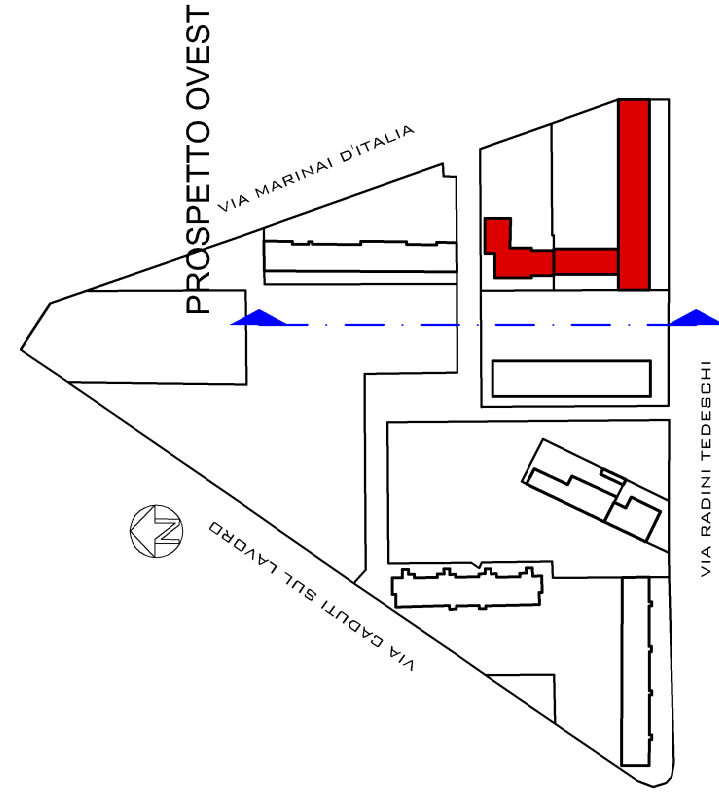 PROSPETTO OVEST
VIA MARINAI D'ITALIA
VIA RADINI TEDESCHI
N
VIA CADUTI SUL LAVORO